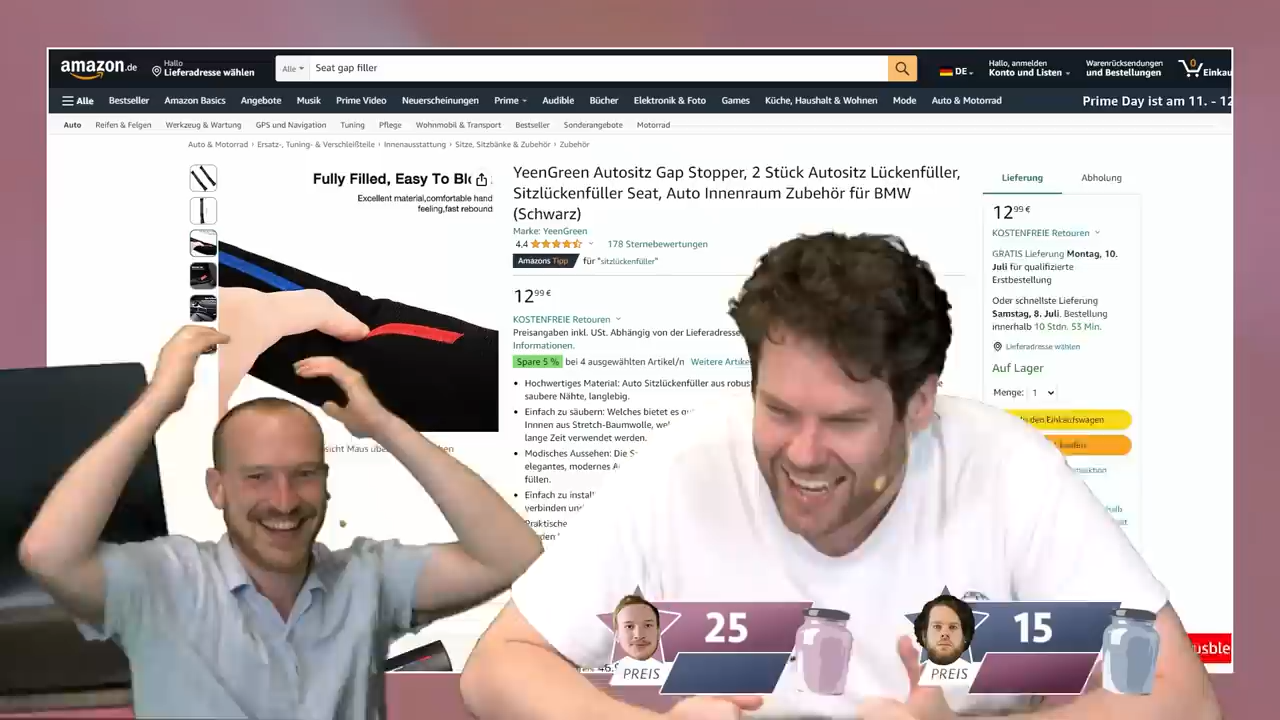 amazon.de
Hallo
Lieferadresse wählen
Alle
Seat gap filler
DE
Hallo, anmelden
Konto und Listen
Warenrücksendungen
und Bestellungen
0
Einkau
Alle
Bestseller
Amazon Basics
Angebote
Musik
Prime Video
Neuerscheinungen
Prime
Audible
Bücher
Elektronik & Foto
Games
Küche, Haushalt & Wohnen
Mode
Auto & Motorrad
Prime Day ist am 11. - 12
Auto
Reifen & Felgen
Werkzeug & Wartung
GPS und Navigation
Tuning
Pflege
Wohnmobil & Transport
Bestseller
Sonderangebote
Motorrad
Auto & Motorrad › Ersatz-, Tuning- & Verschleißteile › Innenausstattung › Sitze, Sitzbänke & Zubehör › Zubehör
Fully Filled, Easy To Blo
Excellent material,comfortable hand
feeling,fast rebound
YeenGreen Autositz Gap Stopper, 2 Stück Autositz Lückenfüller,
Sitzlückenfüller Seat, Auto Innenraum Zubehör für BMW
(Schwarz)
Marke: YeenGreen
4,4
178 Sternebewertungen
Amazons Tipp für "sitzlückenfüller"
12 99 €
KOSTENFREIE Retouren
Preisangaben inkl. USt. Abhängig von der Lieferadresse
Informationen.
Spare 5 % bei 4 ausgewählten Artikel/n Weitere Artike
Hochwertiges Material: Auto Sitzlückenfüller aus robus
saubere Nähte, langlebig.
Einfach zu säubern: Welches bietet es
Innnen aus Stretch-Baumwolle,
lange Zeit verwendet werden.
Modisches Aussehen: Die S
elegantes, modernes A
füllen.
Einfach zu install
verbinden und
Praktische
Lieferung
Abholung
12 99 €
KOSTENFREIE Retouren
GRATIS Lieferung Montag, 10.
Juli für qualifizierte
Erstbestellung
Oder schnellste Lieferung
Samstag, 8. Juli. Bestellung
innerhalb 10 Stdn. 53 Min.
Lieferadresse wählen
Auf Lager
Menge: 1
den Einkaufswagen
25
PREIS
15
PREIS